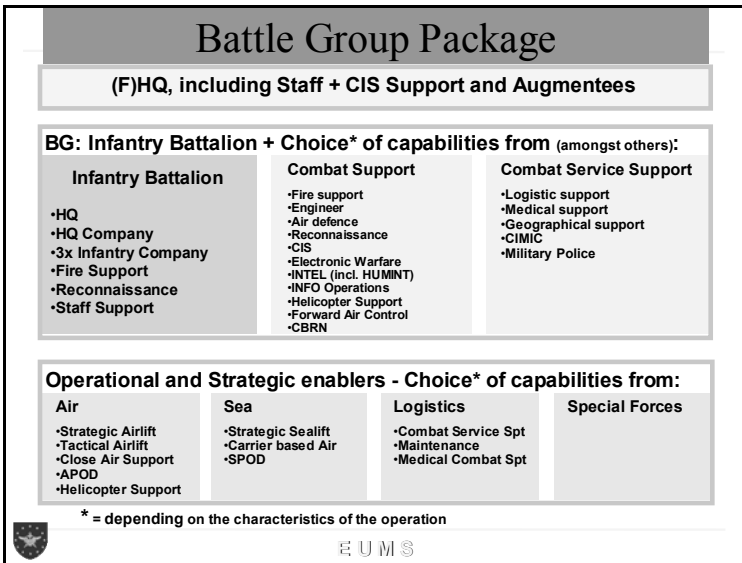 Battle Group Package
(F)HQ, including Staff + CIS Support and Augmentees
BG: Infantry Battalion + Choice* of capabilities from (amongst others):
Infantry Battalion
•HQ
•HQ Company
•3x Infantry Company
•Fire Support
•Reconnaissance
•Staff Support
Combat Support
•Fire support
•Engineer
•Air defence
•Reconnaissance
•CIS
•Electronic Warfare
•INTEL (incl. HUMINT)
•INFO Operations
•Helicopter Support
•Forward Air Control
•CBRN
Combat Service Support
•Logistic support
•Medical support
•Geographical support
•CIMIC
•Military Police
Operational and Strategic enablers - Choice* of capabilities from:
Air
•Strategic Airlift
•Tactical Airlift
•Close Air Support
•APOD
•Helicopter Support
Sea
•Strategic Sealift
•Carrier based Air
•SPOD
Logistics
•Combat Service Spt
•Maintenance
•Medical Combat Spt
Special Forces
* = depending on the characteristics of the operation
EUMS